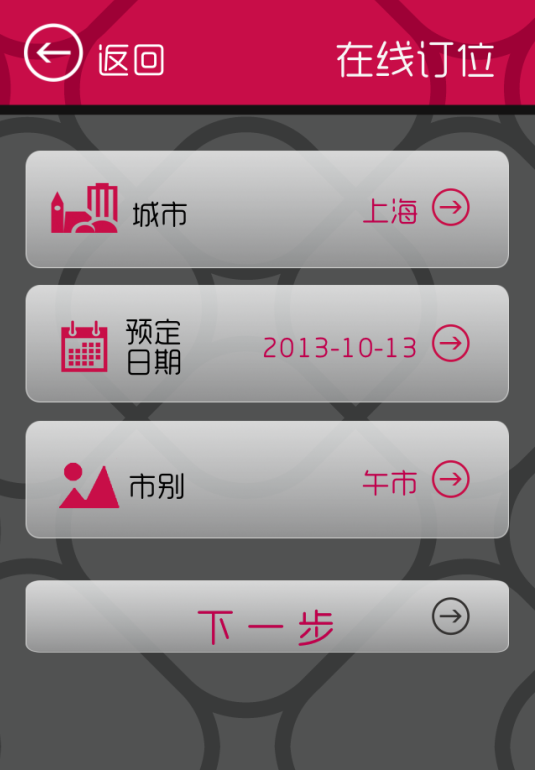 返回
在线订位
城市
上海
预定
日期
2013-10-13
市别
午市
下一步